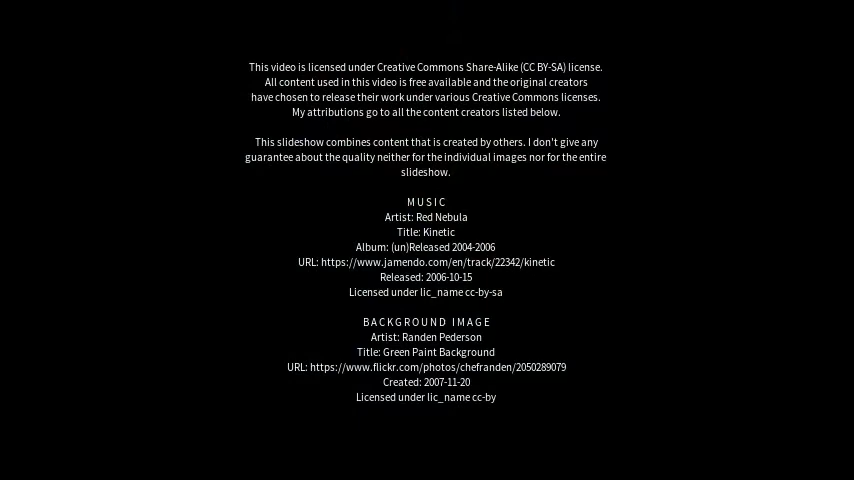 This video is licensed under Creative Commons Share-Alike (CC BY-SA) license.
All content used in this video is free available and the original creators
have chosen to release their work under various Creative Commons licenses.
My attributions go to all the content creators listed below.
This slideshow combines content that is created by others. I don't give any
guarantee about the quality neither for the individual images nor for the entire
slideshow.
MUSIC
Artist: Red Nebula
Title: Kinetic
Album: (un)Released 2004-2006
URL: https://www.jamendo.com/en/track/22342/kinetic
Released: 2006-10-15
Licensed under lic_name cc-by-sa
BACKGROUND IMAGE
Artist: Randen Pederson
Title: Green Paint Background
URL: https://www.flickr.com/photos/chefranden/2050289079
Created: 2007-11-20
Licensed under lic_name cc-by